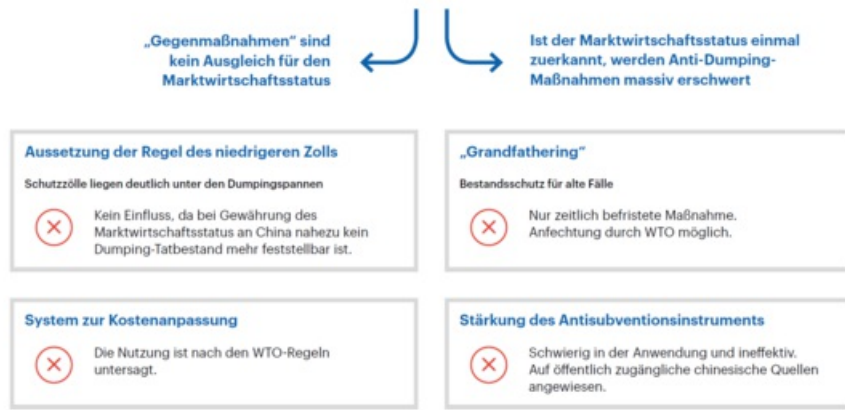 „Gegenmaßnahmen“ sind
kein Ausgleich für den
Marktwirtschaftsstatus
Ist der Marktwirtschaftsstatus einmal
zuerkannt, werden Anti-Dumping-
Maßnahmen massiv erschwert
Aussetzung der Regel des niedrigeren Zolls
Schutzzölle liegen deutlich unter den Dumpingspannen
Kein Einfluss, da bei Gewährung des
Marktwirtschaftsstatus an China nahezu kein
Dumping-Tatbestand mehr feststellbar ist.
„Grandfathering“
Bestandsschutz für alte Fälle
Nur zeitlich befristete Maßnahme.
Anfechtung durch WTO möglich.
System zur Kostenanpassung
Die Nutzung ist nach den WTO-Regeln
untersagt.
Stärkung des Antisubventionsinstruments
Schwierig in der Anwendung und ineffektiv.
Auf öffentlich zugängliche chinesische Quellen
angewiesen.